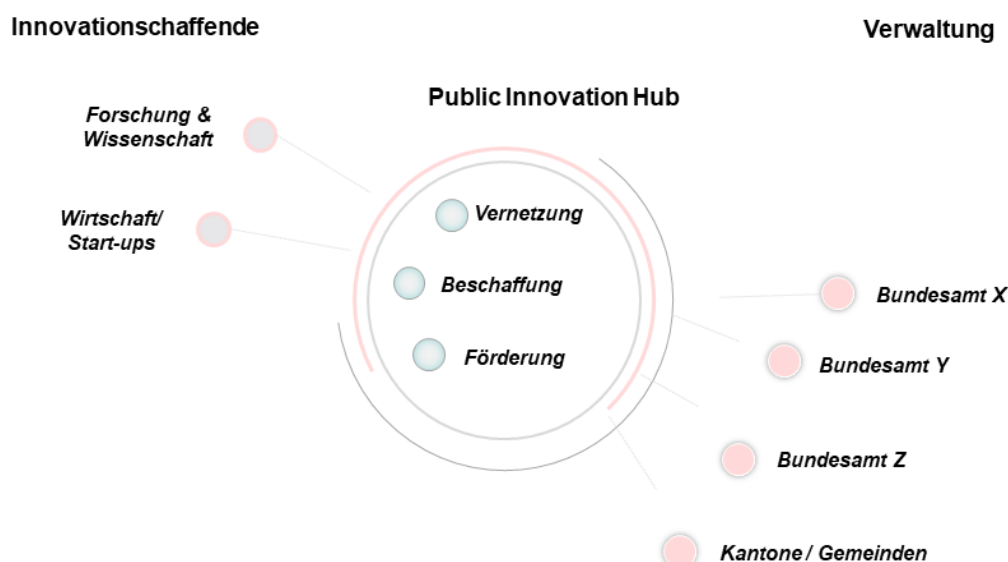 Innovationschaffende
Verwaltung
Public Innovation Hub
Forschung &
Wissenschaft
Wirtschaft/
Start-ups
Vernetzung
Beschaffung
Förderung
Bundesamt X
Bundesamt Y
Bundesamt Z
Kantone / Gemeinden